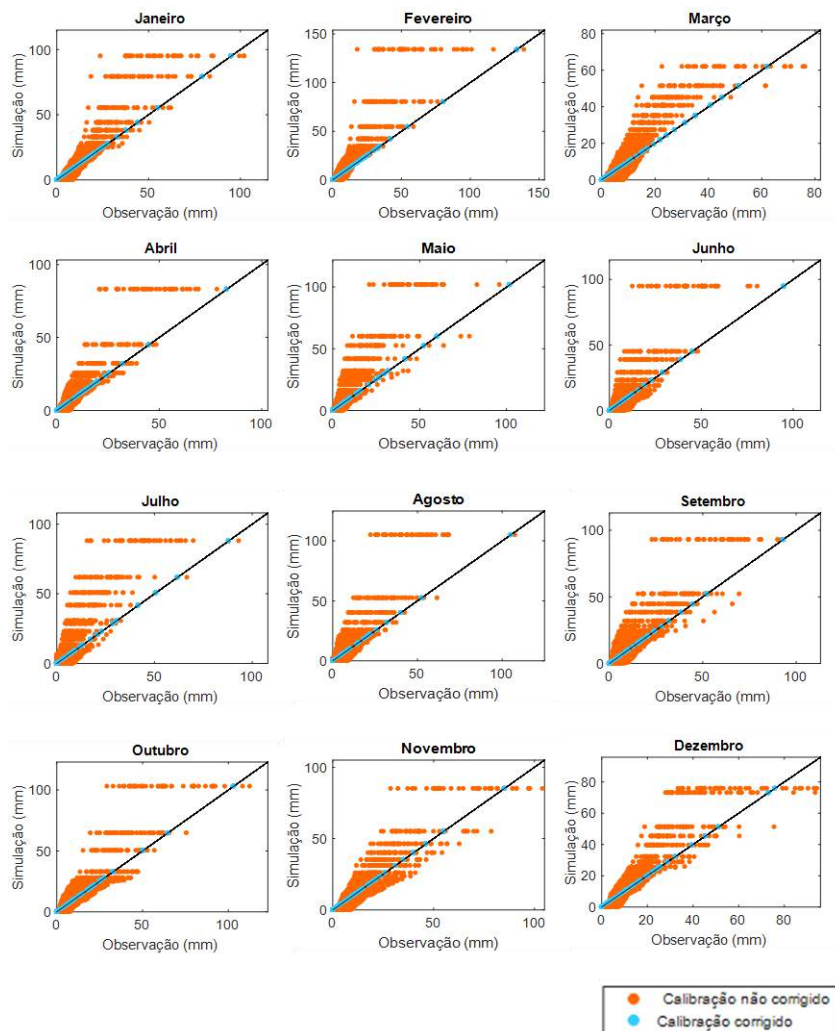 Janeiro
Simulação (mm)
100
50
0
0 50 100
Observação (mm)
Fevereiro
Simulação (mm)
150
100
50
0
0 50 100 150
Observação (mm)
Março
Simulação (mm)
80
60
40
20
0
0 20 40 60 80
Observação (mm)
Abril
Simulação (mm)
100
50
0
0 50 100
Observação (mm)
Maio
Simulação (mm)
100
50
0
0 50 100
Observação (mm)
Junho
Simulação (mm)
100
50
0
0 50 100
Observação (mm)
Julho
Simulação (mm)
100
50
0
0 50 100
Observação (mm)
Agosto
Simulação (mm)
100
50
0
0 50 100
Observação (mm)
Setembro
Simulação (mm)
100
50
0
0 50 100
Observação (mm)
Outubro
Simulação (mm)
100
50
0
0 50 100
Observação (mm)
Novembro
Simulação (mm)
100
50
0
0 50 100
Observação (mm)
Dezembro
Simulação (mm)
80
60
40
20
0
0 20 40 60 80
Observação (mm)
Calibração não corrigido
Calibração corrigido